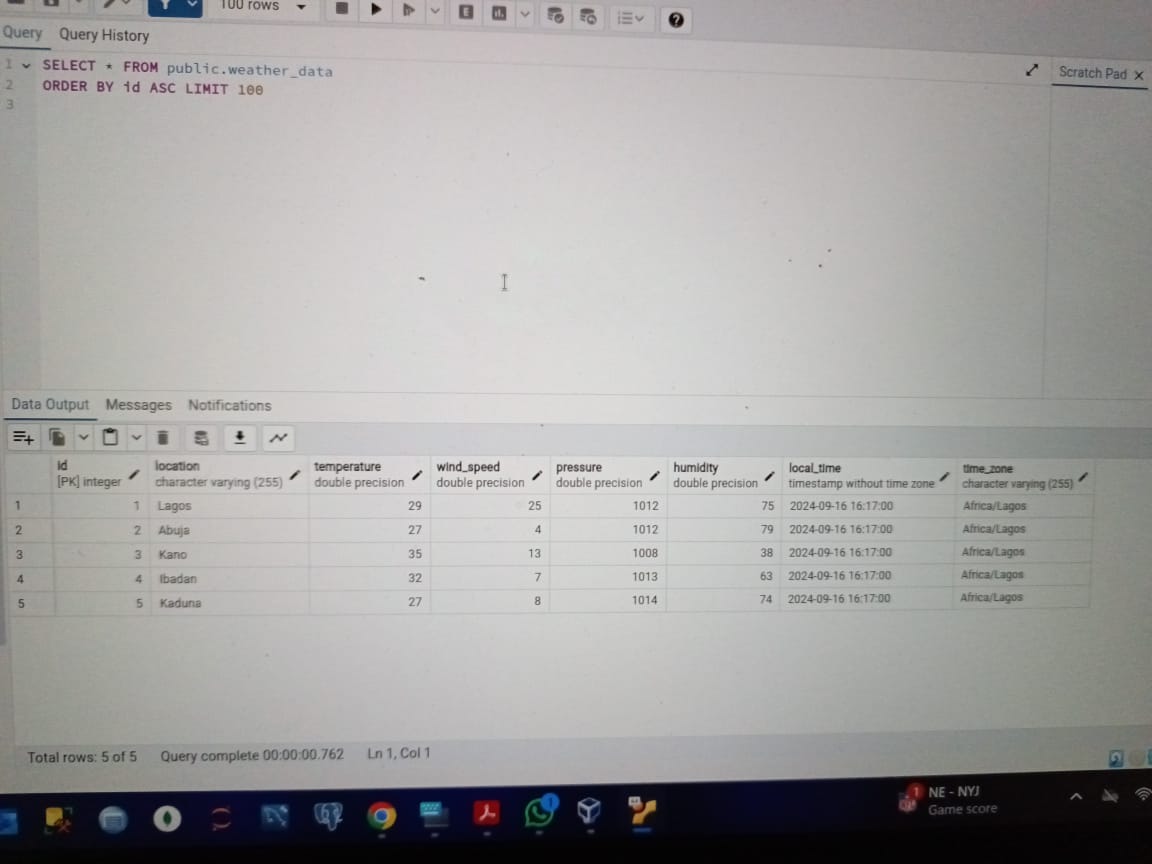 100 rows
Query Query History
Scratch Pad
1 SELECT * FROM public.weather_data
2 ORDER BY id ASC LIMIT 100
3
Data Output Messages Notifications
id location temperature wind_speed pressure humidity local_time time_zone
[PK] integer character varying (255) double precision double precision double precision double precision timestamp without time zone character varying (255)
1 1 Lagos 29 25 1012 75 2024-09-16 16:17:00 Africa/Lagos
2 2 Abuja 27 4 1012 79 2024-09-16 16:17:00 Africa/Lagos
3 3 Kano 35 13 1008 38 2024-09-16 16:17:00 Africa/Lagos
4 4 Ibadan 32 7 1013 63 2024-09-16 16:17:00 Africa/Lagos
5 5 Kaduna 27 8 1014 74 2024-09-16 16:17:00 Africa/Lagos
Total rows: 5 of 5 Query complete 00:00:00.762 Ln 1, Col 1
1 NE - NYJ
Game score
1